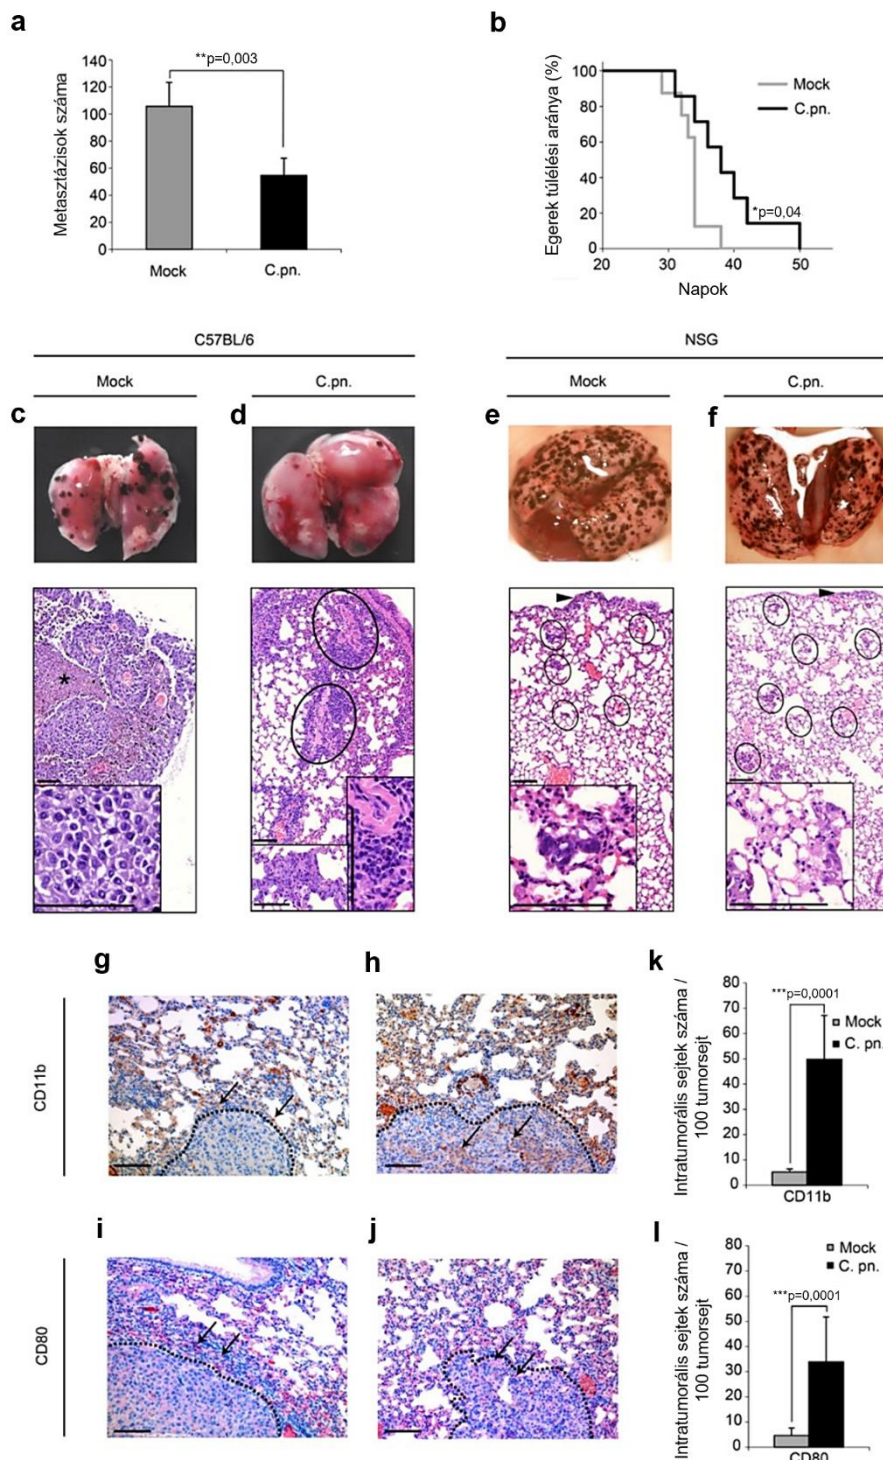 a
**p=0,003
Metasztázisok száma
140
120
100
80
60
40
20
0
Mock
C.pn.
b
*p=0,04
Egerek túlélési aránya (%)
100
80
60
40
20
0
20
30
40
50
Napok
Mock
C.pn.
C57BL/6
NSG
Mock
C.pn.
Mock
C.pn.
c
d
e
f
*
g
h
CD11b
i
j
CD80
k
Intratumorális sejtek száma /
100 tumorsejt
80
70
60
50
40
30
20
10
0
***p=0,0001
Mock
C. pn.
CD11b
l
Intratumorális sejtek száma /
100 tumorsejt
80
70
60
50
40
30
20
10
0
Mock
C. pn.
***p=0,0001
CD80